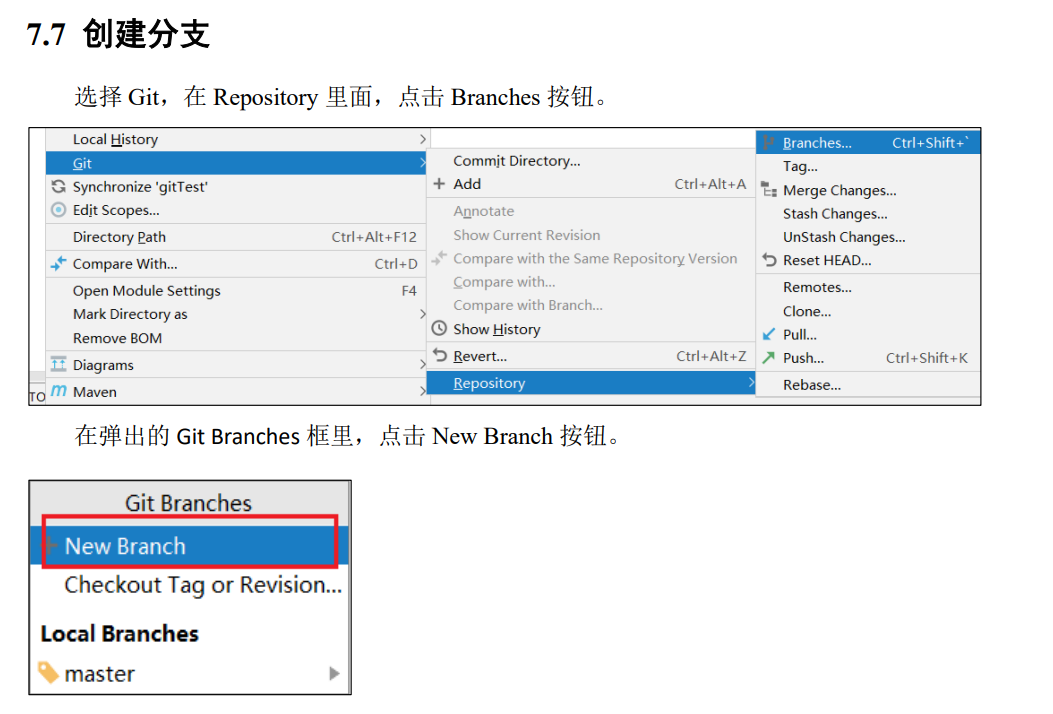 7.7 创建分支
选择 Git，在 Repository 里面，点击 Branches 按钮。
Local History
Git
Synchronize 'gitTest'
Edit Scopes...
Directory Path Ctrl+Alt+F12
Compare With... Ctrl+D
Open Module Settings F4
Mark Directory as
Remove BOM
Diagrams
TO
Maven
Commit Directory...
Add Ctrl+Alt+A
Annotate
Show Current Revision
Compare with the Same Repository Version
Compare with...
Compare with Branch...
Show History
Revert... Ctrl+Alt+Z
Repository
Branches... Ctrl+Shift+`
Tag...
Merge Changes...
Stash Changes...
UnStash Changes...
Reset HEAD...
Remotes...
Clone...
Pull...
Push... Ctrl+Shift+K
Rebase...
在弹出的 Git Branches 框里，点击 New Branch 按钮。
Git Branches
New Branch
Checkout Tag or Revision...
Local Branches
master